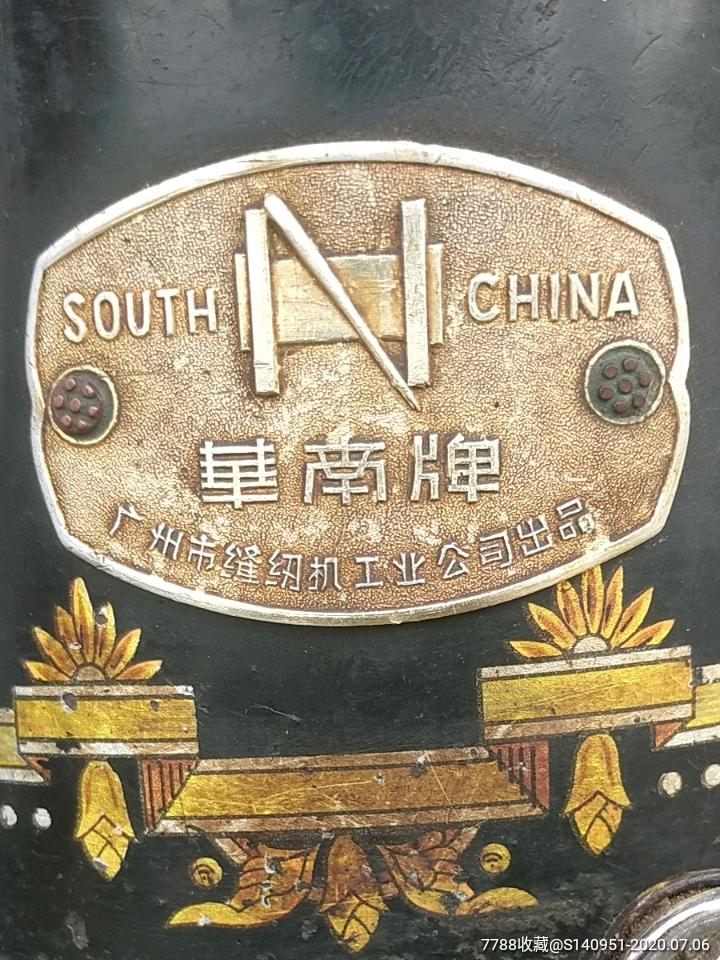 SOUTH N CHINA
華南牌
广州市缝纫机工业公司出品
7788收藏@S140951-2020.07.06